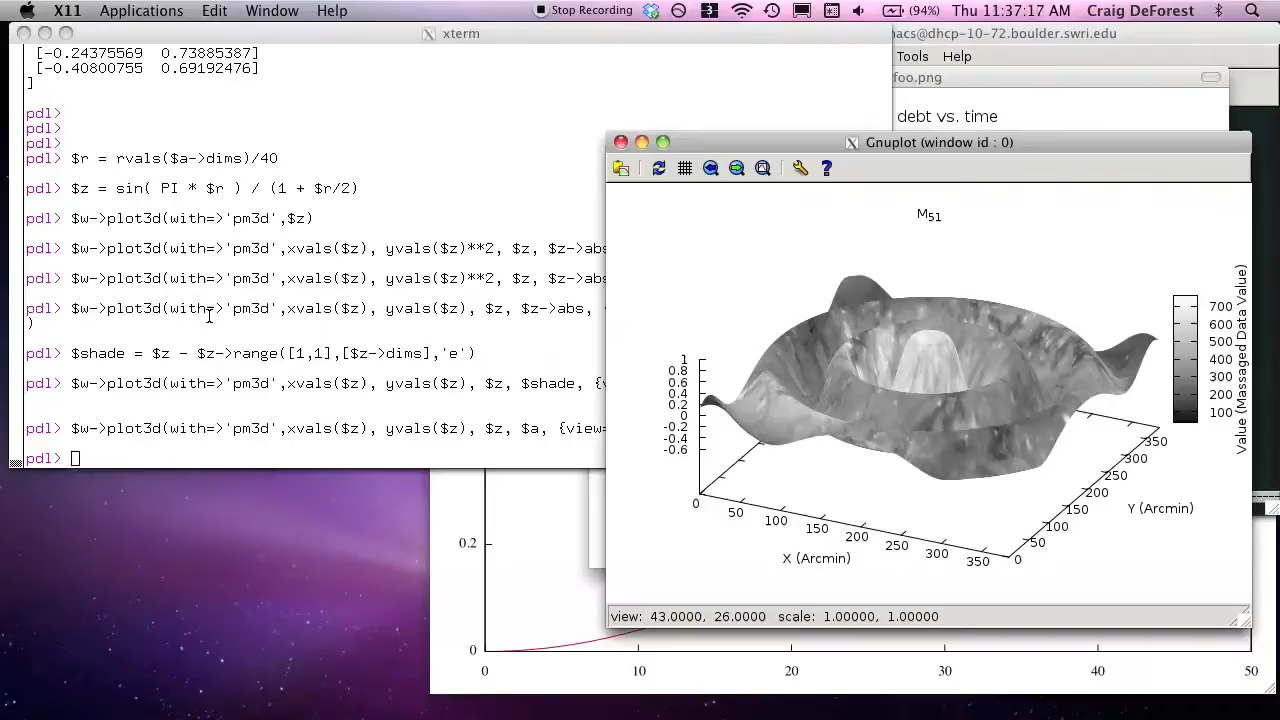 X11 Applications Edit Window Help Stop Recording 3 (94%) Thu 11:37:17 AM Craig DeForest
xterm
macs@dhcp-10-72.boulder.swri.edu
Tools Help
foo.png
debt vs. time
[-0.24375569 0.73885387]
[-0.40800755 0.69192476]
]
pdl>
pdl>
pdl>
pdl> $r = rvals($a->dims)/40
pdl> $z = sin( PI * $r ) / (1 + $r/2)
pdl> $w->plot3d(with=>'pm3d',$z)
pdl> $w->plot3d(with=>'pm3d',xvals($z), yvals($z)**2, $z, $z->abs
pdl> $w->plot3d(with=>'pm3d',xvals($z), yvals($z)**2, $z, $z->abs
pdl> $w->plot3d(with=>'pm3d',xvals($z), yvals($z), $z, $z->abs,
)
pdl> $shade = $z - $z->range([1,1],[$z->dims],'e')
pdl> $w->plot3d(with=>'pm3d',xvals($z), yvals($z), $z, $shade, {v
pdl> $w->plot3d(with=>'pm3d',xvals($z), yvals($z), $z, $a, {view=
pdl>
Gnuplot (window id : 0)
M51
1
0.8
0.6
0.4
0.2
0
-0.2
-0.4
-0.6
0 50 100 150 200 250 300 350
X (Arcmin)
0 50 100 150 200 250 300 350
Y (Arcmin)
700
600
500
400
300
200
100
Value (Massaged Data Value)
view: 43.0000, 26.0000 scale: 1.00000, 1.00000
0.2
0
0 10 20 30 40 50